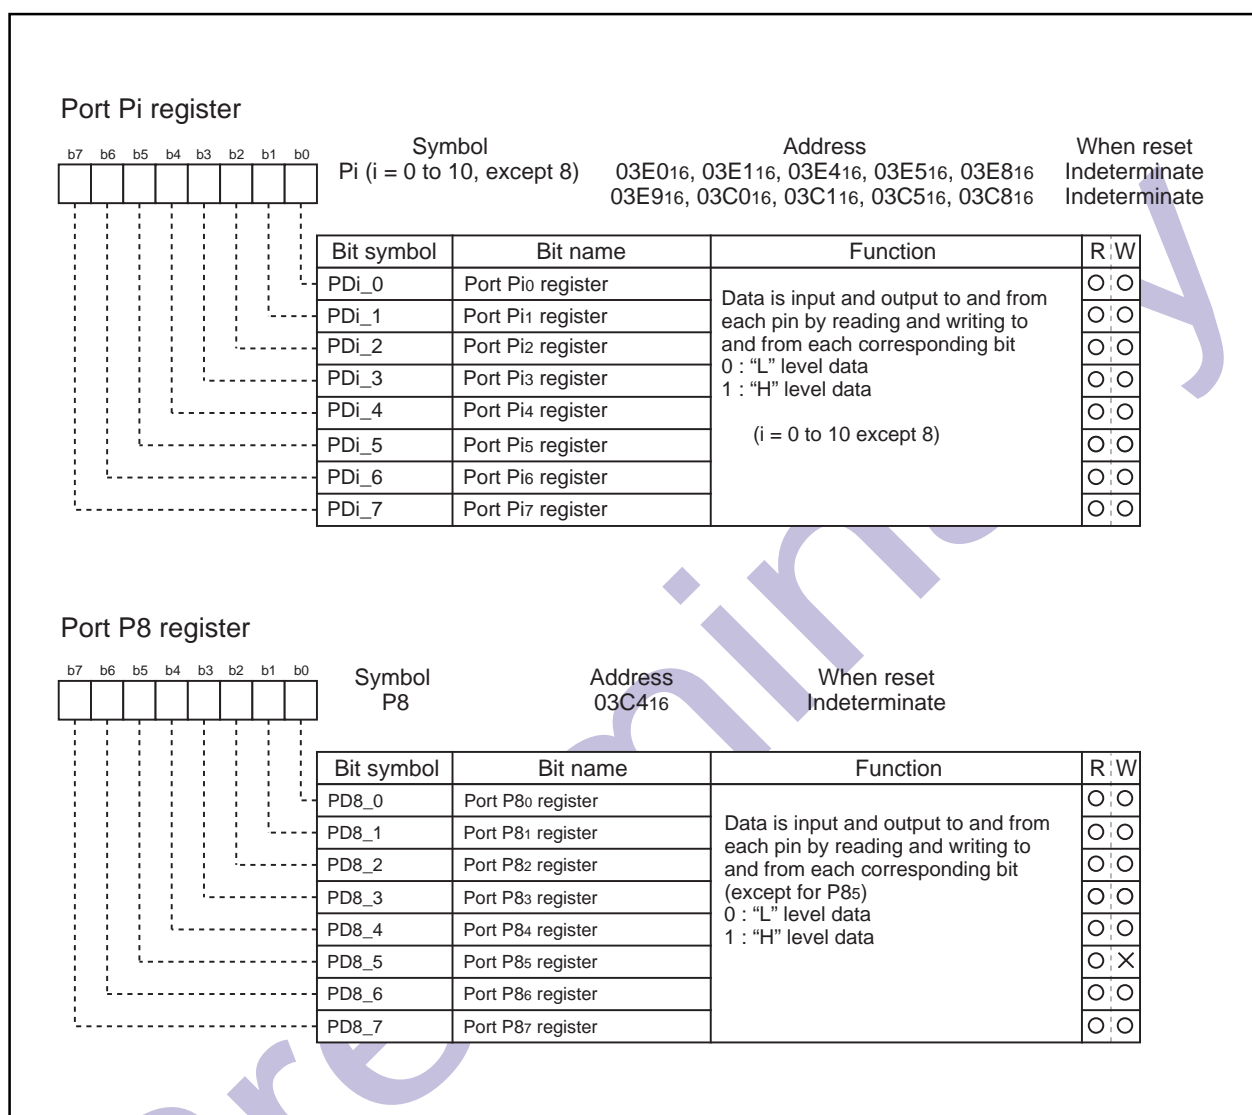 Port Pi register
b7 b6 b5 b4 b3 b2 b1 b0
Symbol Address When reset
Pi (i = 0 to 10, except 8) 03E016, 03E116, 03E416, 03E516, 03E816 Indeterminate
03E916, 03C016, 03C116, 03C516, 03C816 Indeterminate
Bit symbol Bit name Function R W
PDi_0 Port Pi0 register
PDi_1 Port Pi1 register
PDi_2 Port Pi2 register
PDi_3 Port Pi3 register
PDi_4 Port Pi4 register
PDi_5 Port Pi5 register
PDi_6 Port Pi6 register
PDi_7 Port Pi7 register
Data is input and output to and from
each pin by reading and writing to
and from each corresponding bit
0 : “L” level data
1 : “H” level data
(i = 0 to 10 except 8)
Port P8 register
b7 b6 b5 b4 b3 b2 b1 b0
Symbol Address When reset
P8 03C416 Indeterminate
Bit symbol Bit name Function R W
PD8_0 Port P80 register
PD8_1 Port P81 register
PD8_2 Port P82 register
PD8_3 Port P83 register
PD8_4 Port P84 register
PD8_5 Port P85 register
PD8_6 Port P86 register
PD8_7 Port P87 register
Data is input and output to and from
each pin by reading and writing to
and from each corresponding bit
(except for P85)
0 : “L” level data
1 : “H” level data